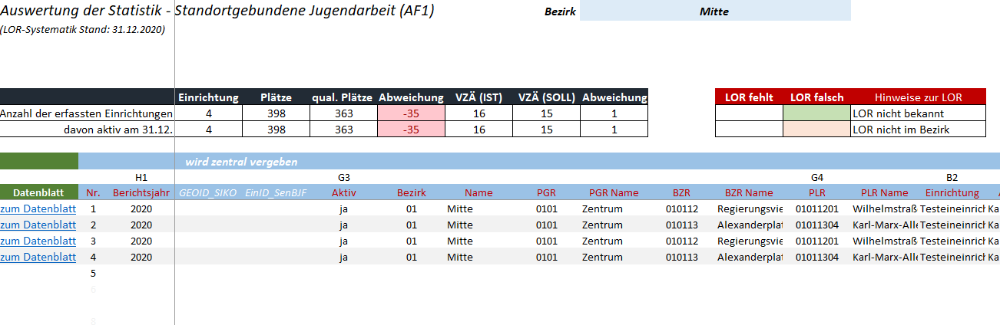 Auswertung der Statistik - Standortgebundene Jugendarbeit (AF1) Bezirk Mitte
(LOR-Systematik Stand: 31.12.2020)
Einrichtung Plätze qual. Plätze Abweichung VZÄ (IST) VZÄ (SOLL) Abweichung LOR fehlt LOR falsch Hinweise zur LOR
Anzahl der erfassten Einrichtungen 4 398 363 -35 16 15 1 LOR nicht bekannt
davon aktiv am 31.12. 4 398 363 -35 16 15 1 LOR nicht im Bezirk
wird zentral vergeben
H1 G3 G4 B2
Datenblatt Nr. Berichtsjahr GEOID_SIKO EinID_SenBJF Aktiv Bezirk Name PGR PGR Name BZR BZR Name PLR PLR Name Einrichtung
zum Datenblatt 1 2020 ja 01 Mitte 0101 Zentrum 010112 Regierungsvie 01011201 Wilhelmstraß Testeineinrich Ka
zum Datenblatt 2 2020 ja 01 Mitte 0101 Zentrum 010113 Alexanderplat 01011304 Karl-Marx-Alle Testeineinrich Ka
zum Datenblatt 3 2020 ja 01 Mitte 0101 Zentrum 010112 Regierungsvie 01011201 Wilhelmstraß Testeineinrich Ka
zum Datenblatt 4 2020 ja 01 Mitte 0101 Zentrum 010113 Alexanderplat 01011304 Karl-Marx-Alle Testeineinrich Ka
5
6
8